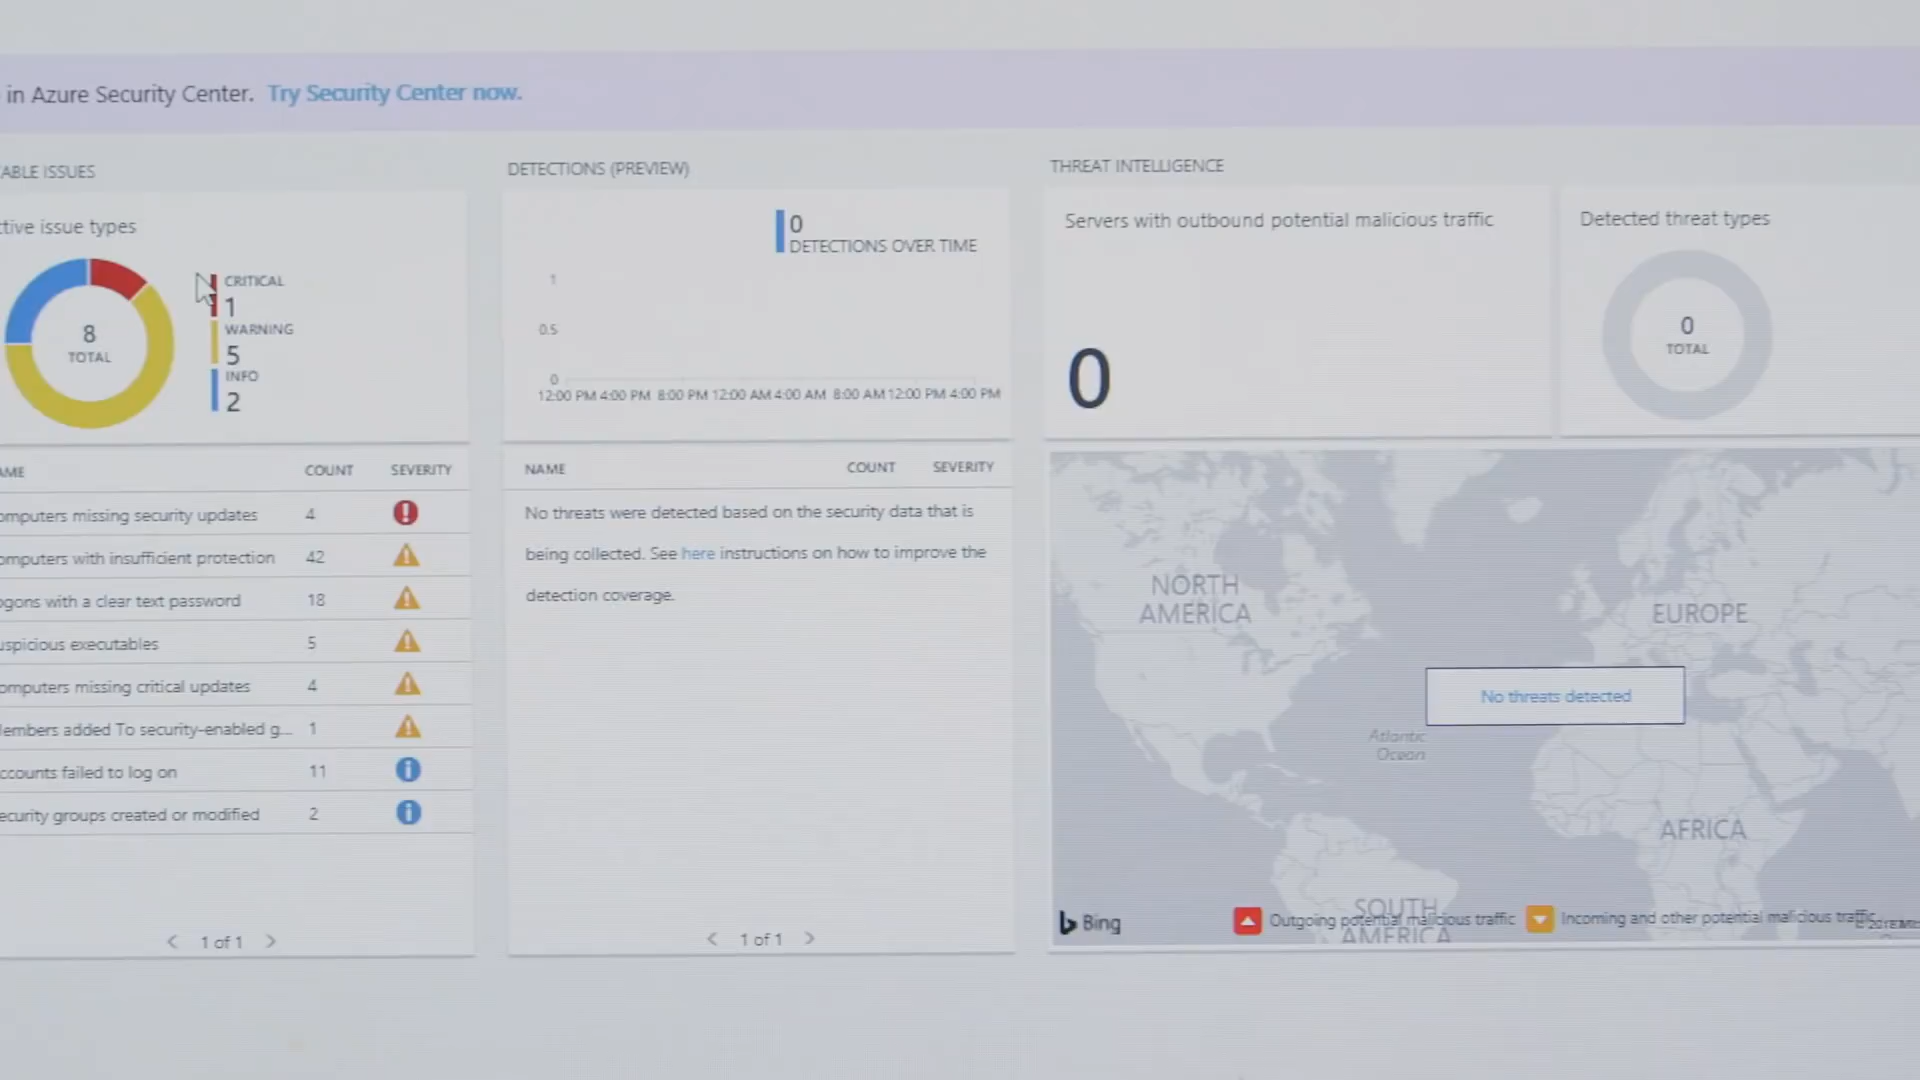 in Azure Security Center. Try Security Center now.
ABLE ISSUES
ctive issue types
8
TOTAL
CRITICAL
1
WARNING
5
INFO
2
AME
COUNT
SEVERITY
omputers missing security updates
4
omputers with insufficient protection
42
ogons with a clear text password
18
uspicious executables
5
omputers missing critical updates
4
Members added To security-enabled g...
1
ccounts failed to log on
11
ecurity groups created or modified
2
1 of 1
DETECTIONS (PREVIEW)
0
DETECTIONS OVER TIME
1
0.5
0
12:00 PM 4:00 PM 8:00 PM 12:00 AM 4:00 AM 8:00 AM 12:00 PM 4:00 PM
NAME
COUNT
SEVERITY
No threats were detected based on the security data that is
being collected. See here instructions on how to improve the
detection coverage.
1 of 1
THREAT INTELLIGENCE
Servers with outbound potential malicious traffic
0
Detected threat types
0
TOTAL
NORTH
AMERICA
EUROPE
No threats detected
Atlantic
Ocean
AFRICA
SOUTH
AMERICA
Bing
Outgoing potential malicious traffic
Incoming and other potential malicious traffic